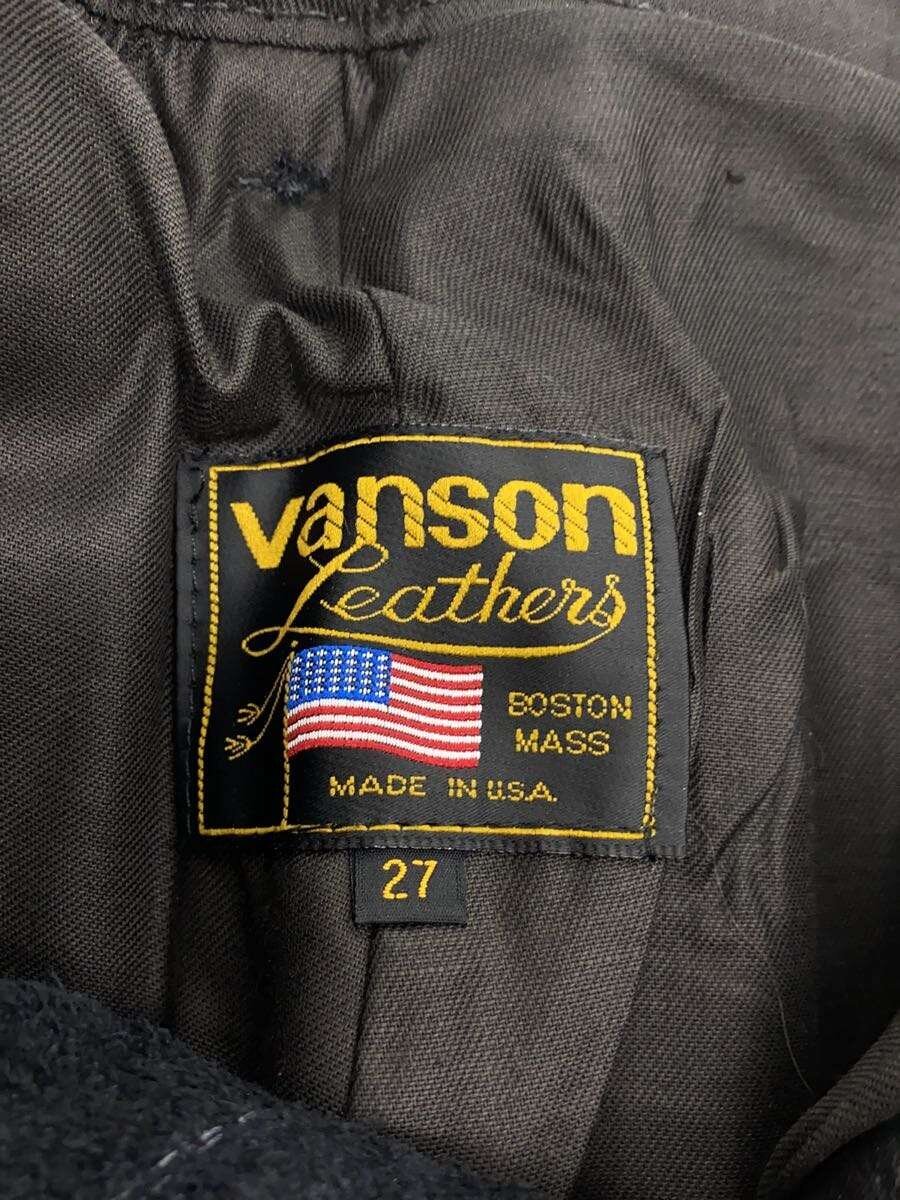 vanson
Leathers
BOSTON
MASS
MADE IN U.S.A.
27